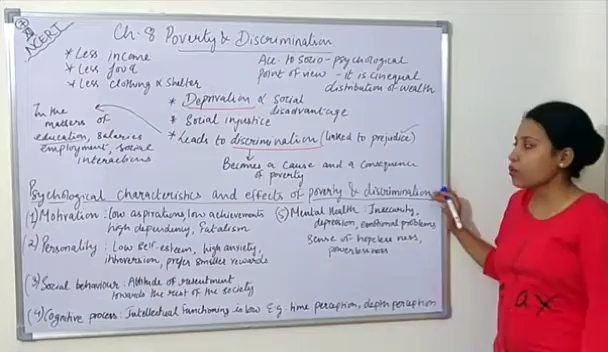 NCERT
Ch: 8 Poverty & Discrimination
* Less income
* Less food
* Less clothing & shelter
Acc to socio-psychological
point of view - it is unequal
distribution of wealth
* Deprivation & social
disadvantage
* Social injustice
* Leads to discrimination (linked to prejudice)
In the
matters of
education, salaries
employment, social
interactions
Becomes a cause and a consequence
of poverty
Psychological characteristics and effects of poverty & discrimination
(1) Motivation: Low aspirations, low achievements
high dependency, fatalism
(2) Personality: Low self-esteem, high anxiety,
introversion, prefer smaller rewards
(3) Social behaviour: Attitude of resentment
towards the rest of the society
(4) Cognitive process: Intellectual functioning is low E.g. time perception, depth perception
(5) Mental Health: Insecurity,
depression, emotional problems
Sense of hopelessness,
powerlessness
ax